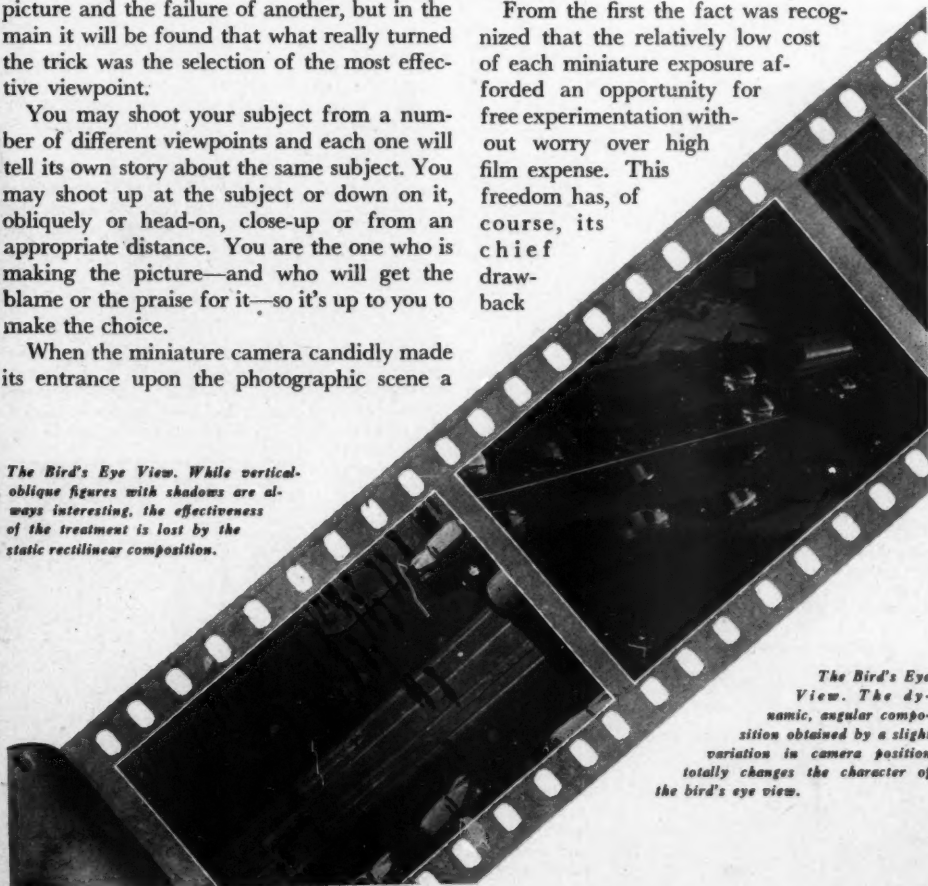 picture and the failure of another, but in the
main it will be found that what really turned
the trick was the selection of the most effec-
tive viewpoint.
You may shoot your subject from a num-
ber of different viewpoints and each one will
tell its own story about the same subject. You
may shoot up at the subject or down on it,
obliquely or head-on, close-up or from an
appropriate distance. You are the one who is
making the picture—and who will get the
blame or the praise for it—so it's up to you to
make the choice.
When the miniature camera candidly made
its entrance upon the photographic scene a
From the first the fact was recog-
nized that the relatively low cost
of each miniature exposure af-
forded an opportunity for
free experimentation with-
out worry over high
film expense. This
freedom has, of
course, its
chief
draw-
back
The Bird's Eye View. While vertical-
oblique figures with shadows are al-
ways interesting, the effectiveness
of the treatment is lost by the
static rectilinear composition.
The Bird's Eye
View. The dy-
namic, angular compo-
sition obtained by a slight
variation in camera position
totally changes the character of
the bird's eye view.